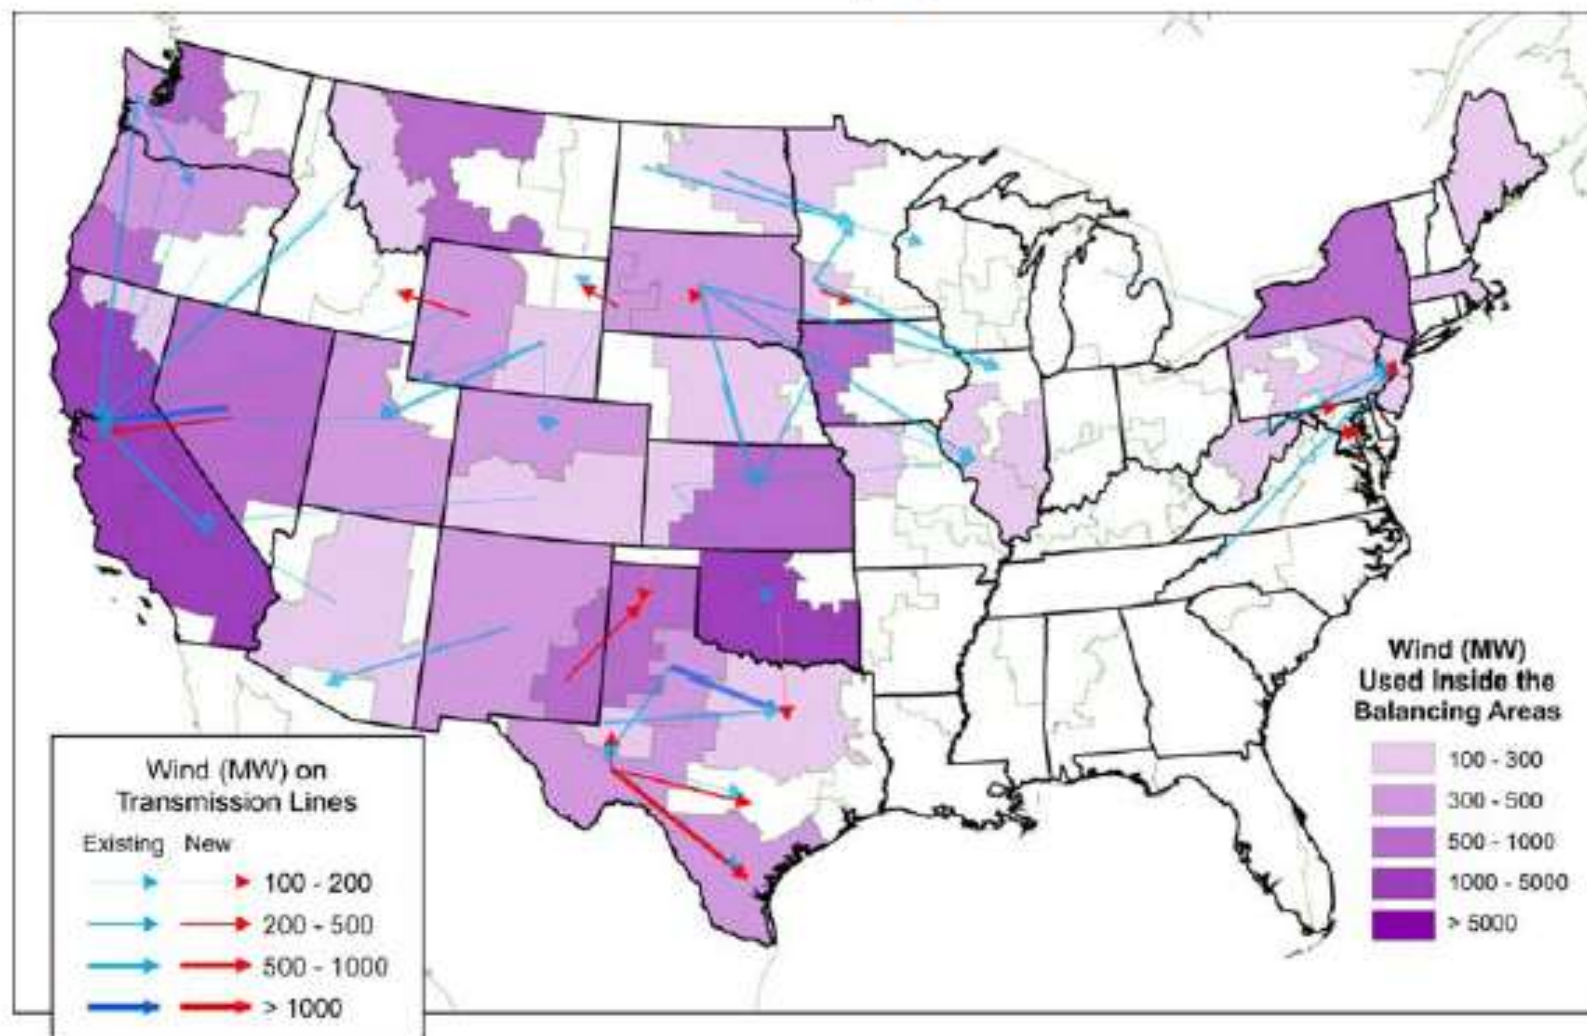 Wind (MW)
Used Inside the
Balancing Areas
100 - 300
300 - 500
500 - 1000
1000 - 5000
> 5000
Wind (MW) on
Transmission Lines
Existing New
100 - 200
200 - 500
500 - 1000
> 1000